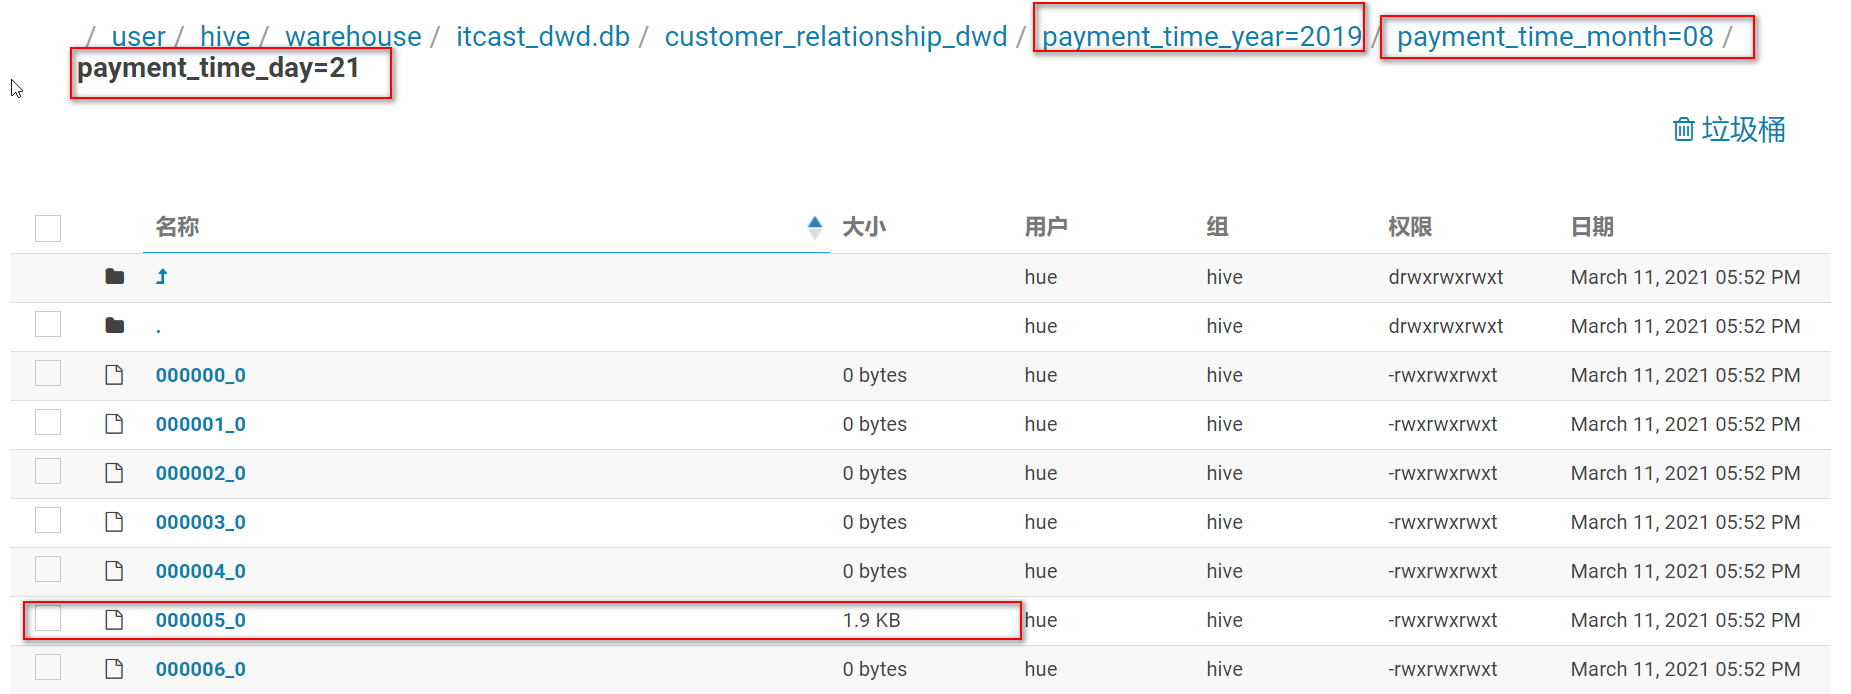 / user / hive / warehouse / itcast_dwd.db / customer_relationship_dwd / payment_time_year=2019 / payment_time_month=08 /
payment_time_day=21
垃圾桶
名称 大小 用户 组 权限 日期
hue hive drwxrwxrwxt March 11, 2021 05:52 PM
. hue hive drwxrwxrwxt March 11, 2021 05:52 PM
000000_0 0 bytes hue hive -rwxrwxrwxt March 11, 2021 05:52 PM
000001_0 0 bytes hue hive -rwxrwxrwxt March 11, 2021 05:52 PM
000002_0 0 bytes hue hive -rwxrwxrwxt March 11, 2021 05:52 PM
000003_0 0 bytes hue hive -rwxrwxrwxt March 11, 2021 05:52 PM
000004_0 0 bytes hue hive -rwxrwxrwxt March 11, 2021 05:52 PM
000005_0 1.9 KB hue hive -rwxrwxrwxt March 11, 2021 05:52 PM
000006_0 0 bytes hue hive -rwxrwxrwxt March 11, 2021 05:52 PM